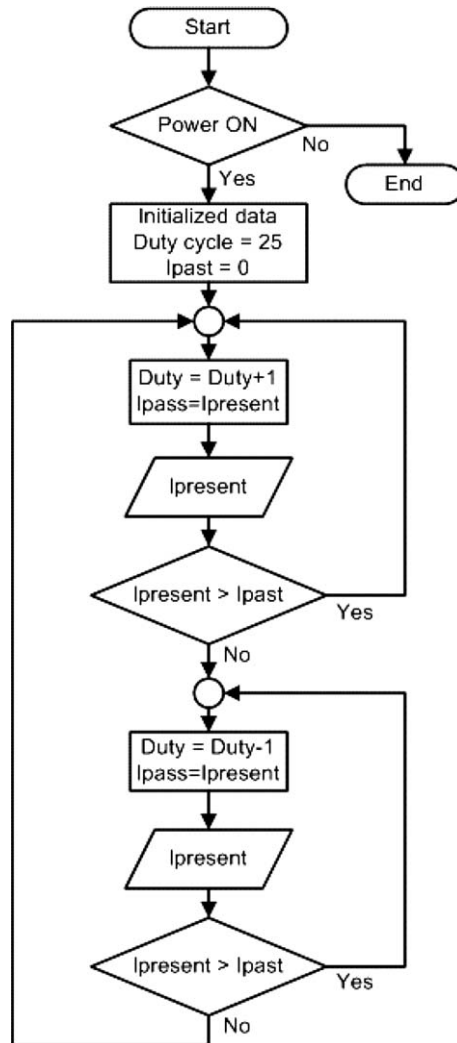 Start
Power ON
No
Yes
End
Initialized data
Duty cycle = 25
Ipast = 0
Duty = Duty+1
Ipass=Ipresent
Ipresent
Ipresent > Ipast
Yes
No
Duty = Duty-1
Ipass=Ipresent
Ipresent
Ipresent > Ipast
Yes
No